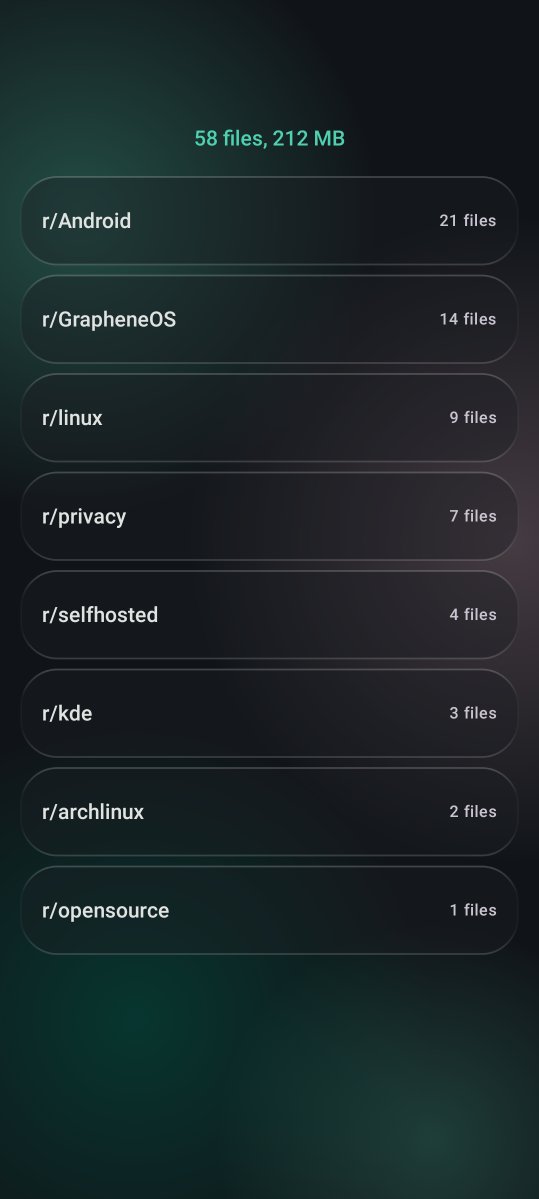 58 files, 212 MB
r/Android 21 files
r/GrapheneOS 14 files
r/linux 9 files
r/privacy 7 files
r/selfhosted 4 files
r/kde 3 files
r/archlinux 2 files
r/opensource 1 files